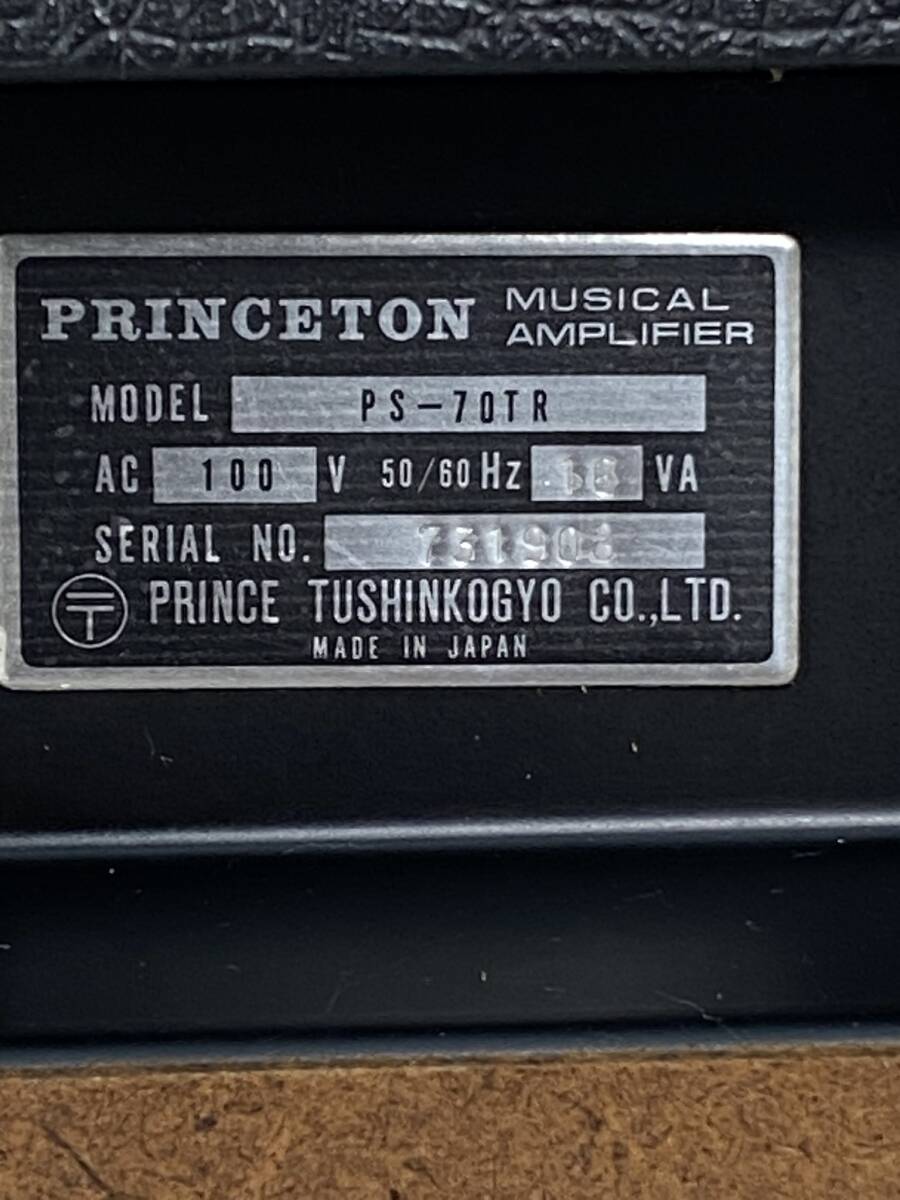 PRINCETON MUSICAL AMPLIFIER
MODEL PS-70TR
AC 100 V 50/60 Hz VA
SERIAL NO.
〒 PRINCE TUSHINKOGYO CO.,LTD.
MADE IN JAPAN